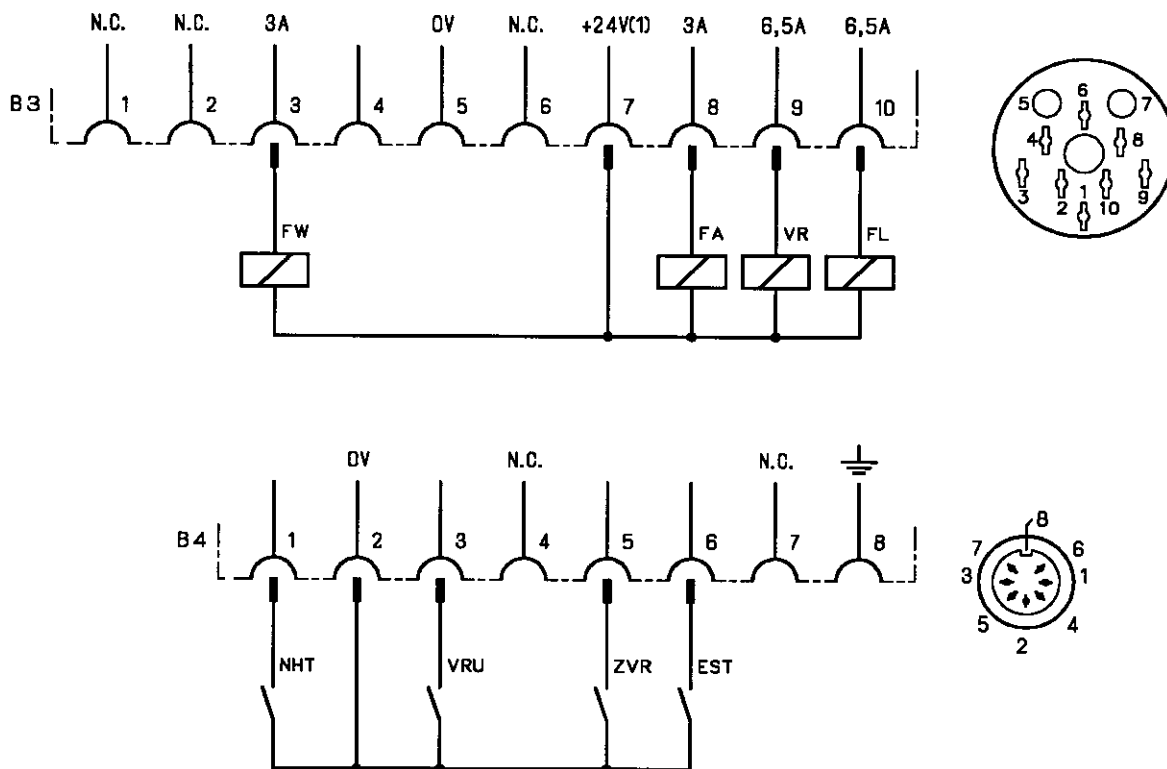 N.C. N.C. 3A 0V N.C. +24V(1) 3A 6,5A 6,5A
B3 1 2 3 4 5 6 7 8 9 10
FW FA VR FL
5 6 7
4 8
3 2 1 10 9
0V N.C. N.C.
B4 1 2 3 4 5 6 7 8
NHT VRU ZVR EST
8
7 6
3 1
5 4
2